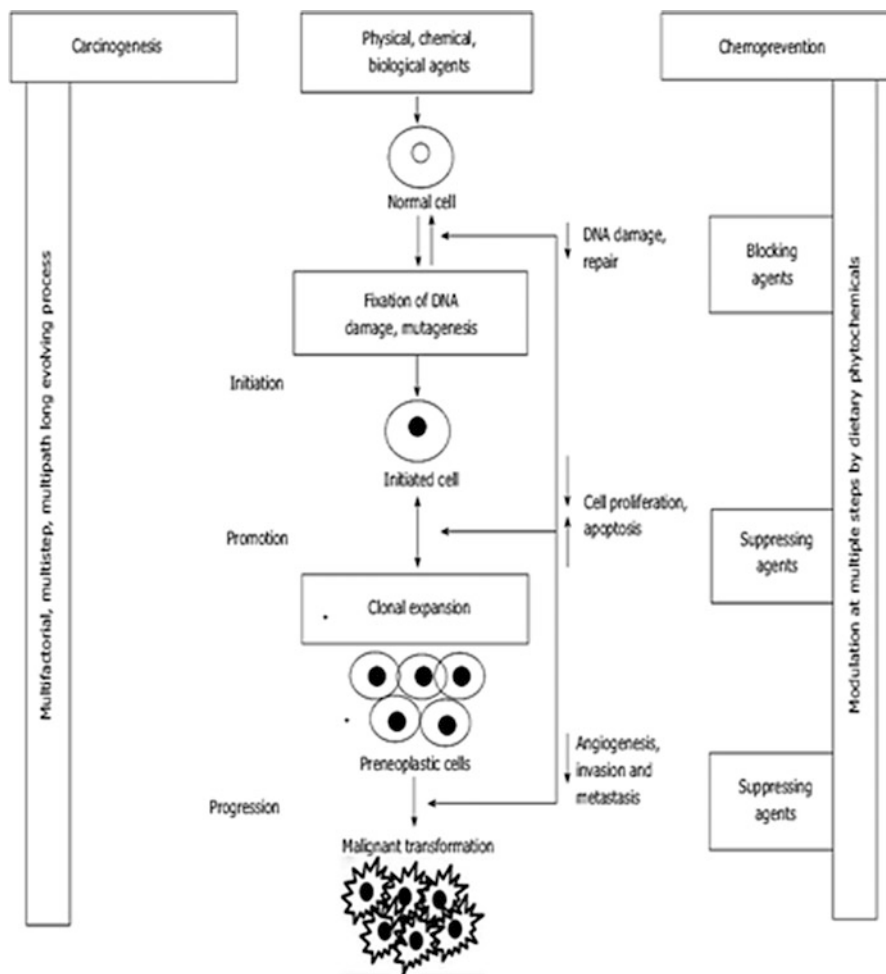 Carcinogenesis
Physical, chemical,
biological agents
Chemoprevention
Multifactorial, multistep, multipath long evolving process
Normal cell
DNA damage,
repair
Blocking
agents
Fixation of DNA
damage, mutagenesis
Initiation
Initiated cell
Cell proliferation,
apoptosis
Promotion
Suppressing
agents
Clonal expansion
Preneoplastic cells
Angiogenesis,
invasion and
metastasis
Suppressing
agents
Progression
Malignant transformation
Modulation at multiple steps by dietary phytochemicals